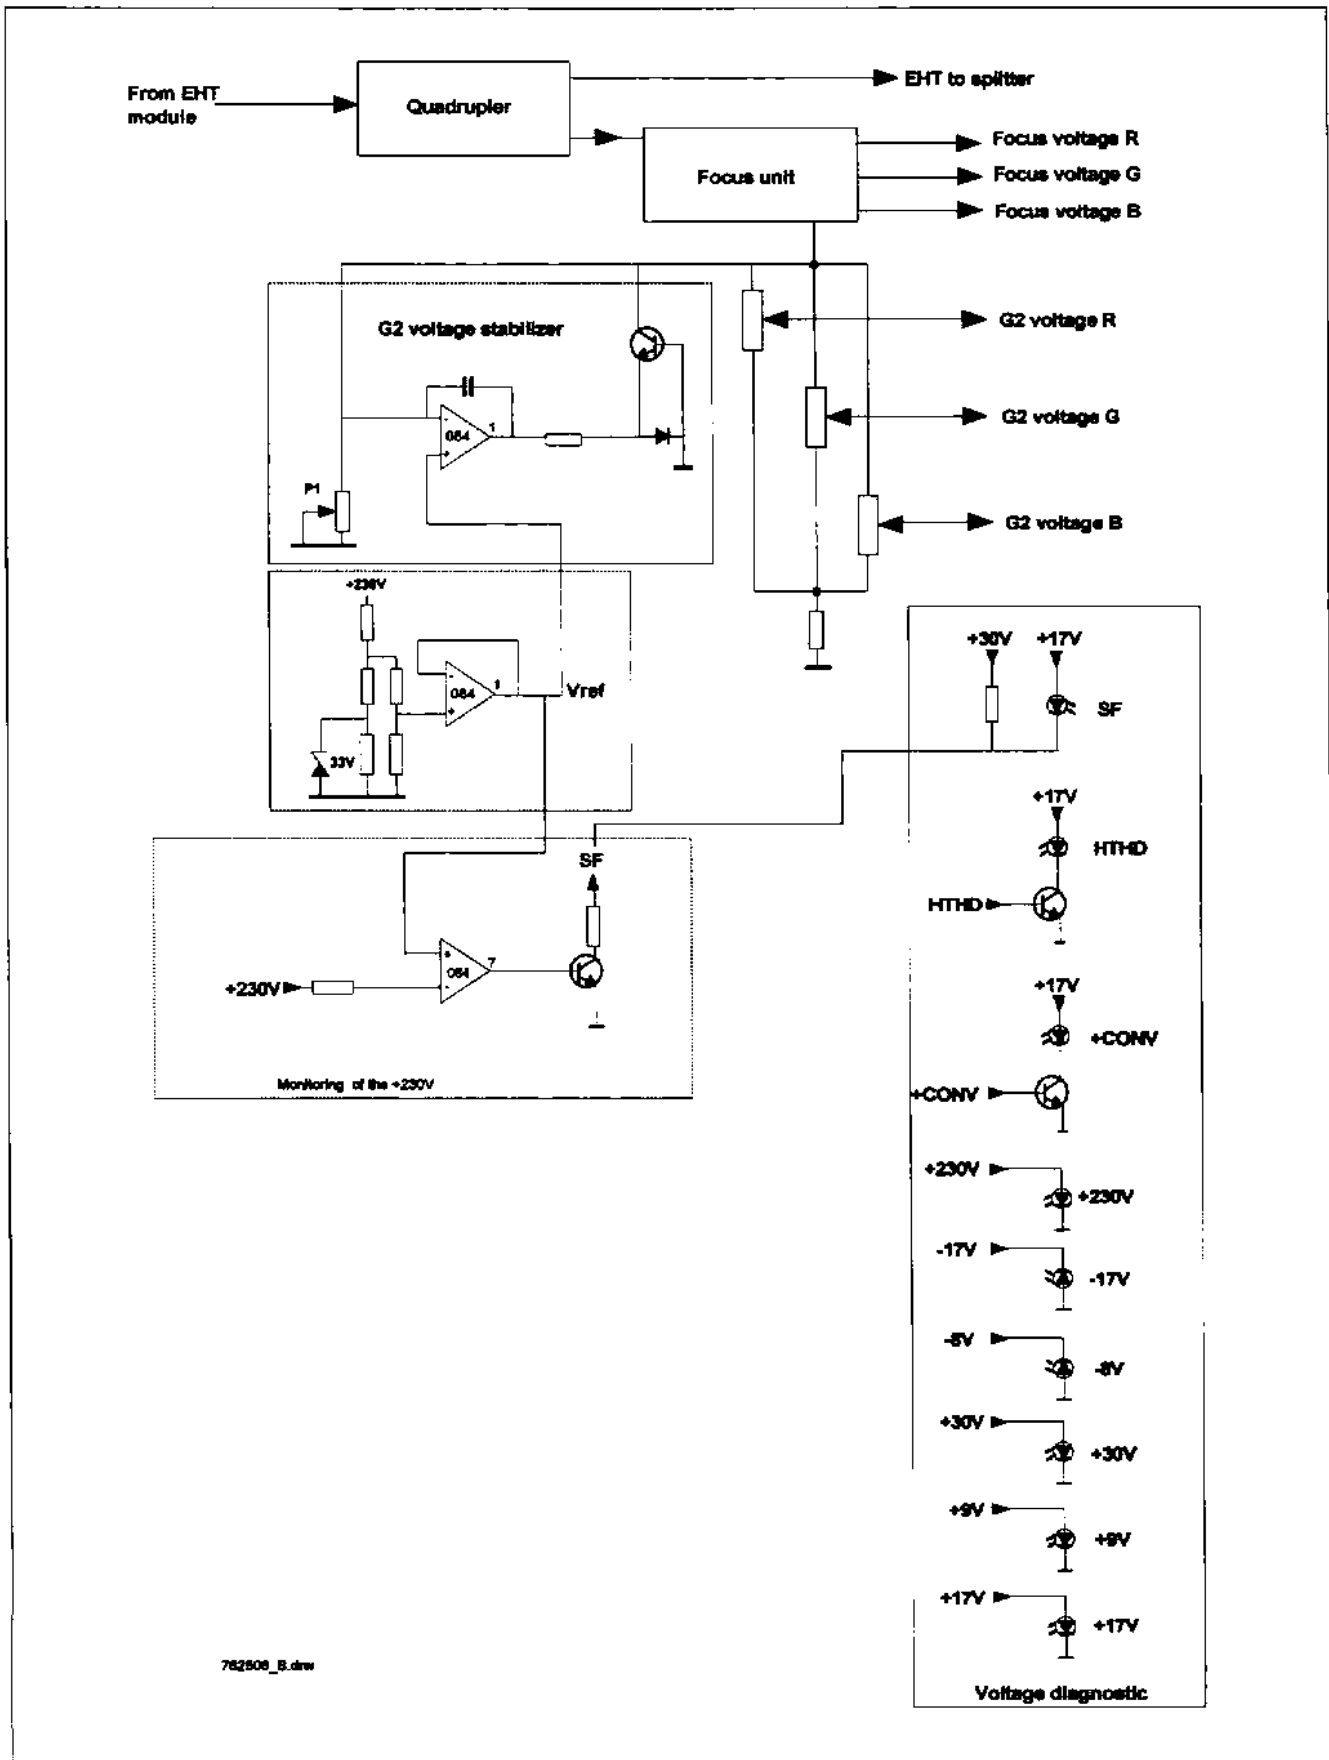 From EHT
module
Quadrupler
EHT to splitter
Focus unit
Focus voltage R
Focus voltage G
Focus voltage B
G2 voltage stabilizer
G2 voltage R
G2 voltage G
G2 voltage B
084
1
P1
+230V
084
1
Vref
33V
+30V
+17V
SF
+17V
HTHD
HTHD
SF
084
7
+230V
Monitoring of the +230V
+17V
+CONV
+CONV
+230V
+230V
-17V
-17V
-8V
-8V
+30V
+30V
+9V
+9V
+17V
+17V
Voltage diagnostic